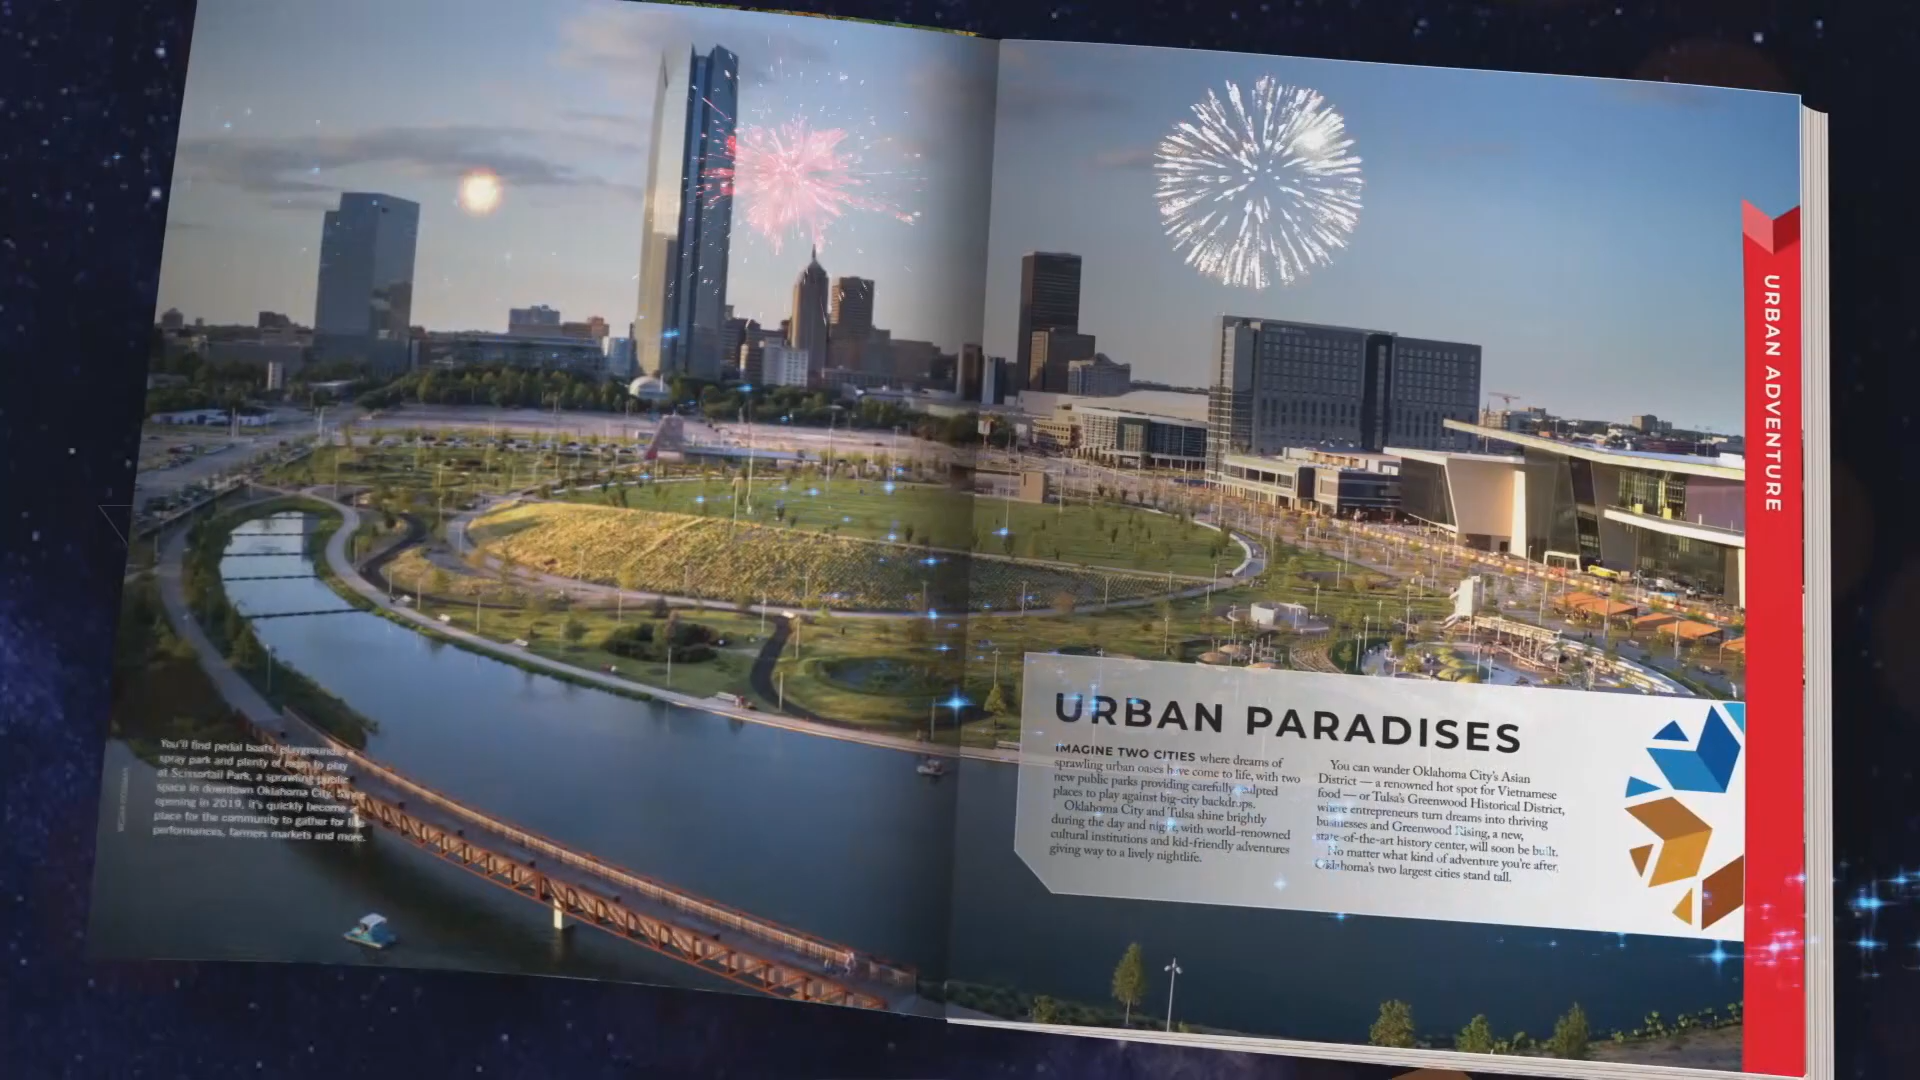 You'll find pedal boats, playgrounds, a
spray park and plenty of room to play
at Scissortail Park, a sprawling public
space in downtown Oklahoma City. Since
opening in 2019, it's quickly become a
place for the community to gather for live
performances, farmers markets and more.
URBAN PARADISES
IMAGINE TWO CITIES where dreams of
sprawling urban oases have come to life, with two
new public parks providing carefully sculpted
places to play against big-city backdrops.
Oklahoma City and Tulsa shine brightly
during the day and night, with world-renowned
cultural institutions and kid-friendly adventures
giving way to a lively nightlife.
You can wander Oklahoma City's Asian
District — a renowned hot spot for Vietnamese
food — or Tulsa's Greenwood Historical District,
where entrepreneurs turn dreams into thriving
businesses and Greenwood Rising, a new,
state-of-the-art history center, will soon be built.
No matter what kind of adventure you're after,
Oklahoma's two largest cities stand tall.
URBAN ADVENTURE